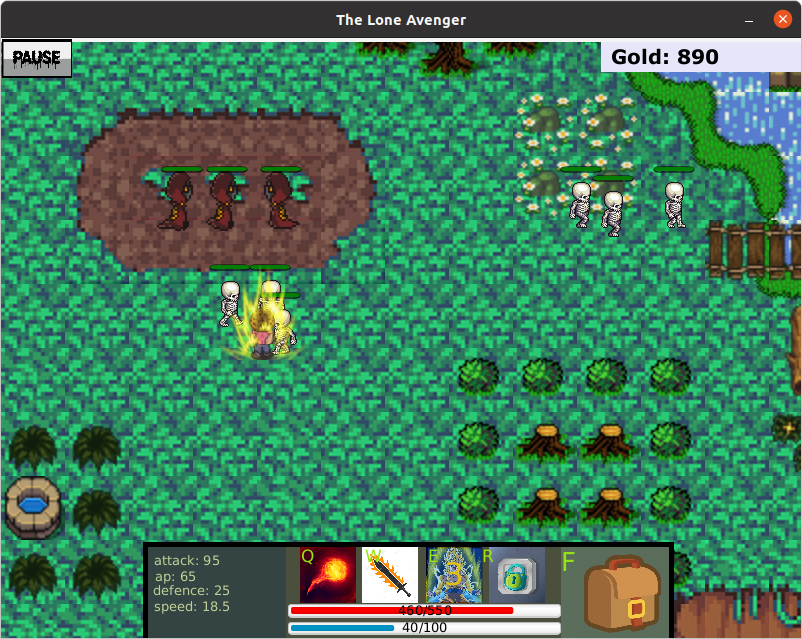 The Lone Avenger
PAUSE
Gold: 890
attack: 95
ap: 65
defence: 25
speed: 18.5
Q
W
E
3
R
F
460/550
40/100